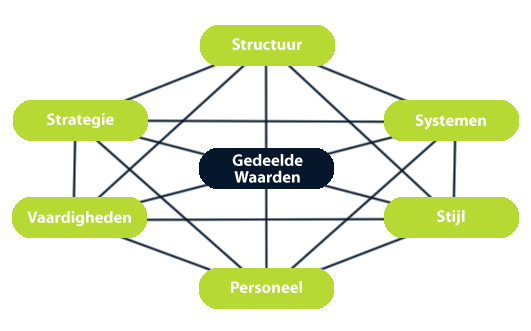 Structuur
Strategie
Systemen
Gedeelde
Waarden
Vaardigheden
Stijl
Personeel